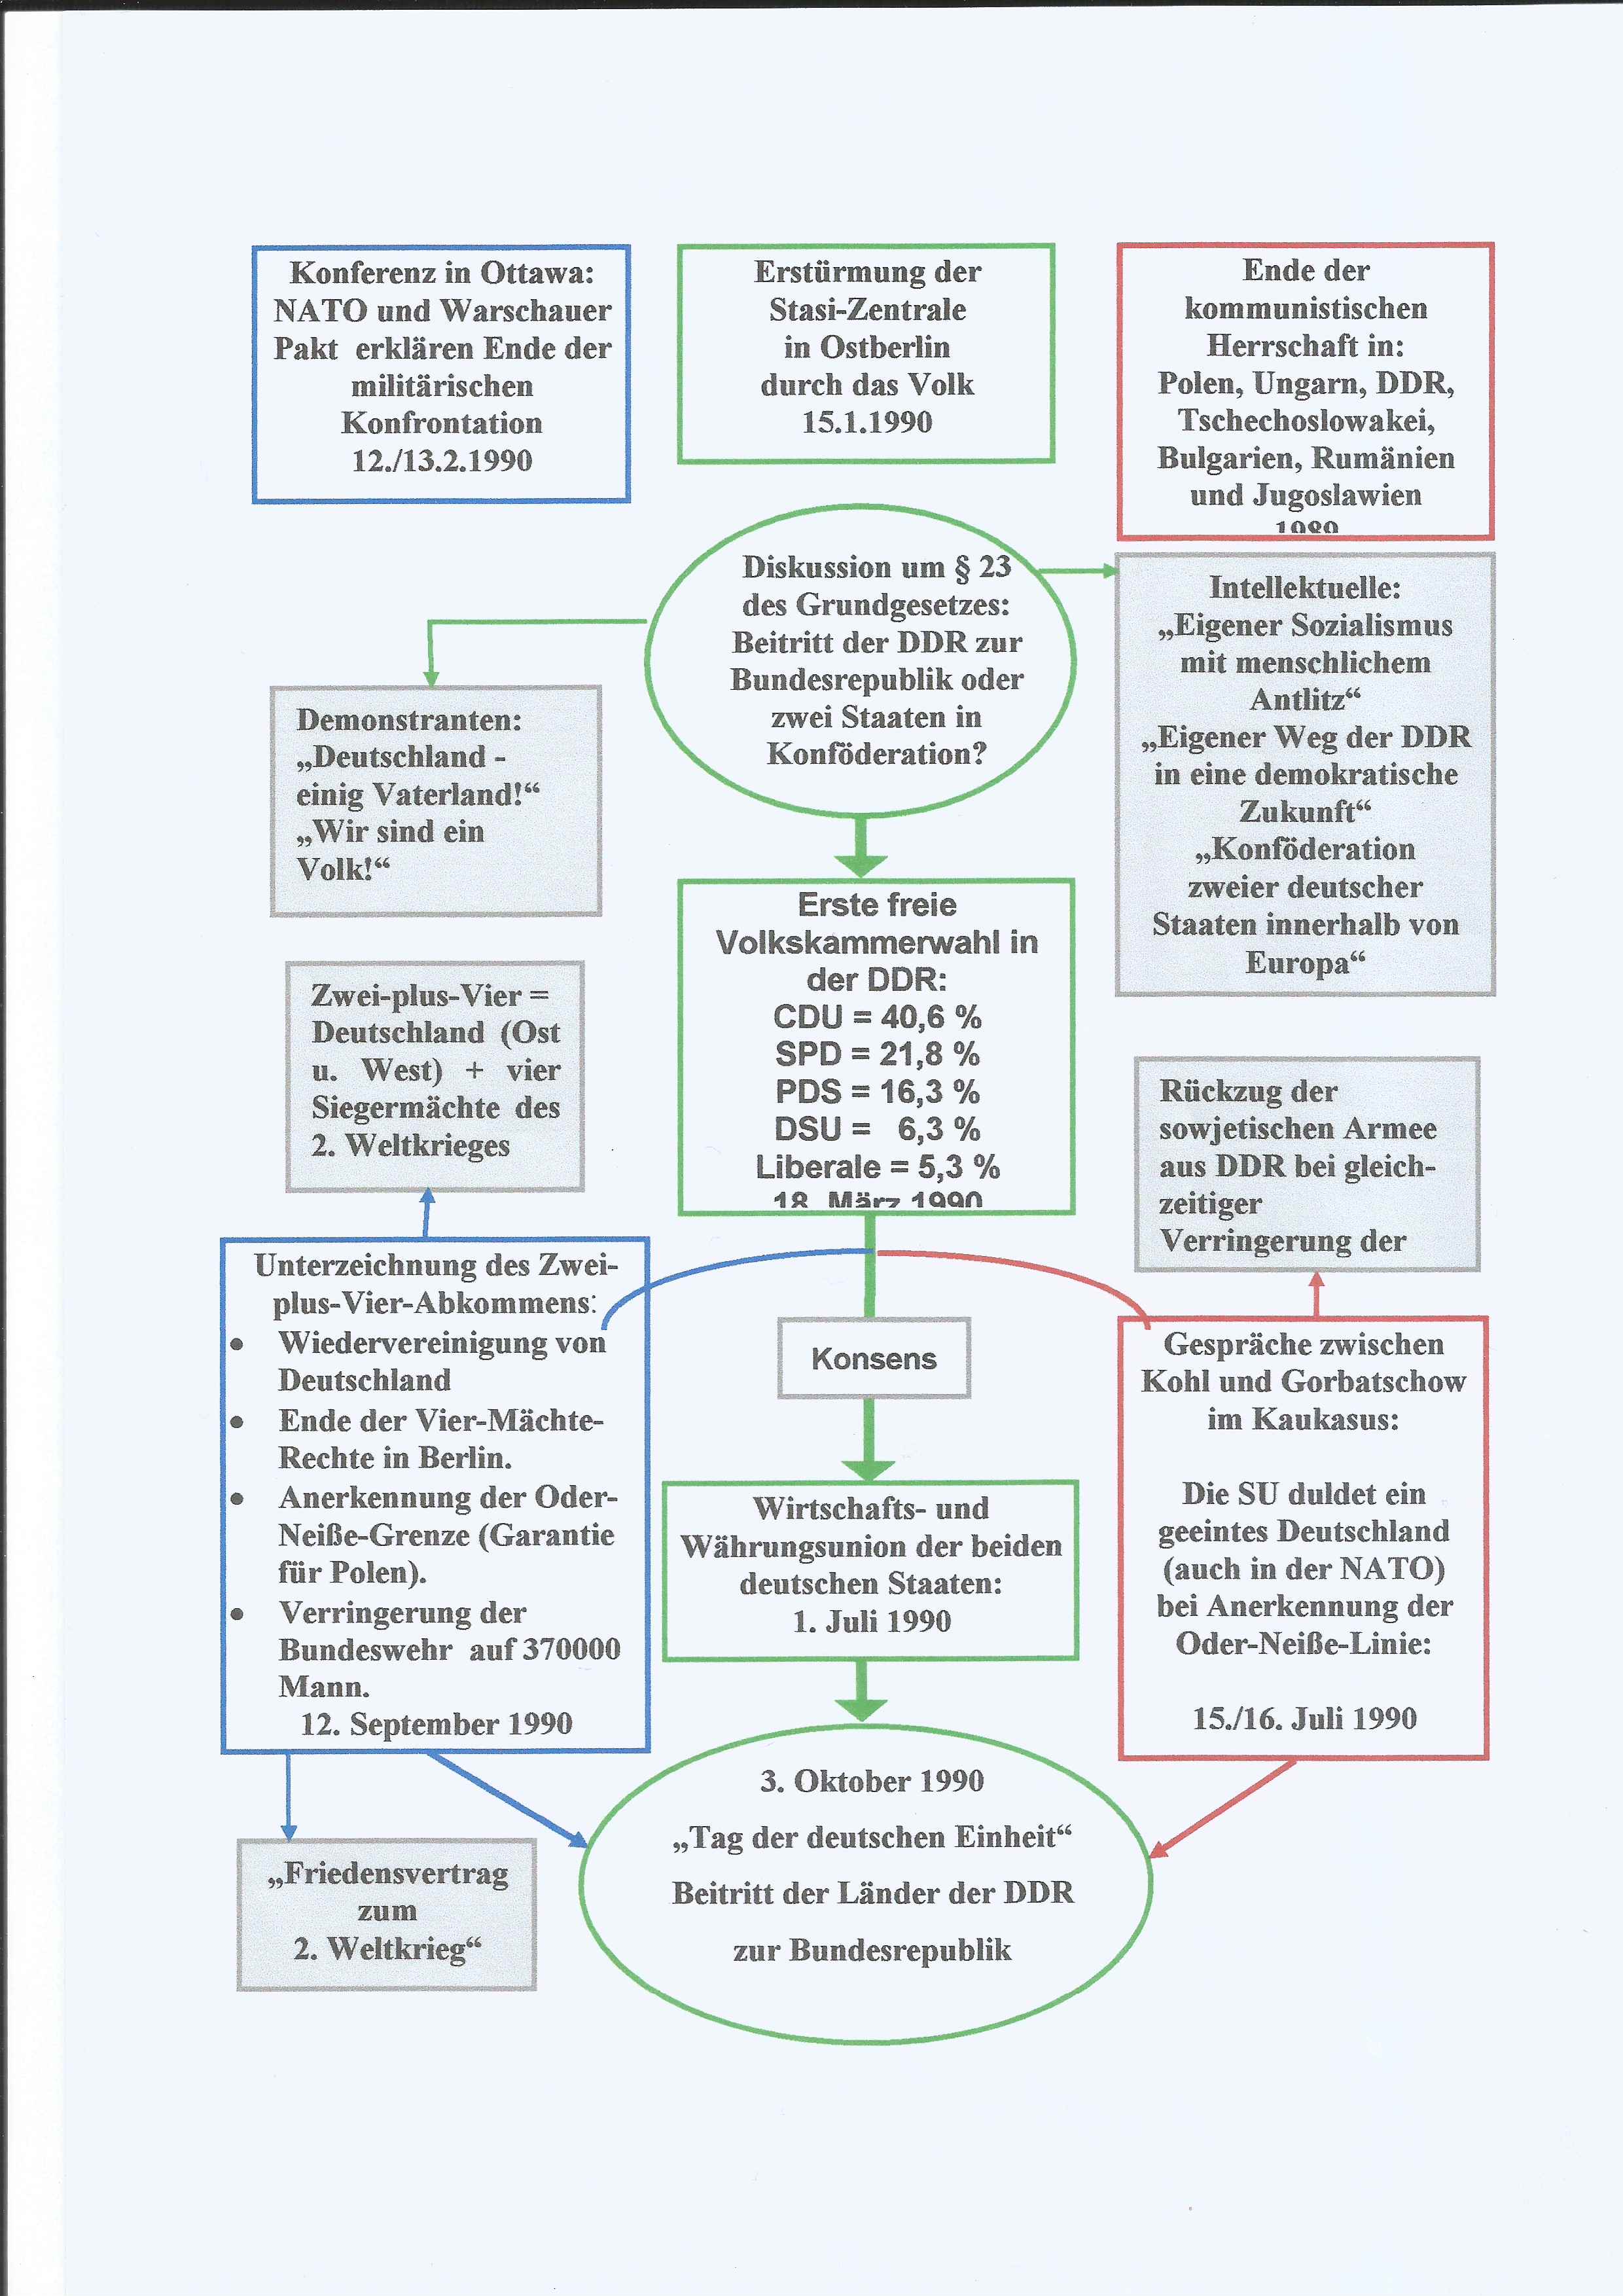 Konferenz in Ottawa:
NATO und Warschauer
Pakt erklären Ende der
militärischen
Konfrontation
12./13.2.1990
Erstürmung der
Stasi-Zentrale
in Ostberlin
durch das Volk
15.1.1990
Ende der
kommunistischen
Herrschaft in:
Polen, Ungarn, DDR,
Tschechoslowakei,
Bulgarien, Rumänien
und Jugoslawien
1989
Diskussion um § 23
des Grundgesetzes:
Beitritt der DDR zur
Bundesrepublik oder
zwei Staaten in
Konföderation?
Intellektuelle:
„Eigener Sozialismus
mit menschlichem
Antlitz“
„Eigener Weg der DDR
in eine demokratische
Zukunft“
„Konföderation
zweier deutscher
Staaten innerhalb von
Europa“
Demonstranten:
„Deutschland -
einig Vaterland!“
„Wir sind ein
Volk!“
Erste freie
Volkskammerwahl in
der DDR:
CDU = 40,6 %
SPD = 21,8 %
PDS = 16,3 %
DSU = 6,3 %
Liberale = 5,3 %
18. März 1990
Zwei-plus-Vier =
Deutschland (Ost
u. West) + vier
Siegermächte des
2. Weltkrieges
Rückzug der
sowjetischen Armee
aus DDR bei gleich-
zeitiger
Verringerung der
Unterzeichnung des Zwei-
plus-Vier-Abkommens:
• Wiedervereinigung von
Deutschland
• Ende der Vier-Mächte-
Rechte in Berlin.
• Anerkennung der Oder-
Neiße-Grenze (Garantie
für Polen).
• Verringerung der
Bundeswehr auf 370000
Mann.
12. September 1990
Konsens
Gespräche zwischen
Kohl und Gorbatschow
im Kaukasus:
Die SU duldet ein
geeintes Deutschland
(auch in der NATO)
bei Anerkennung der
Oder-Neiße-Linie:
15./16. Juli 1990
Wirtschafts- und
Währungsunion der beiden
deutschen Staaten:
1. Juli 1990
3. Oktober 1990
„Tag der deutschen Einheit“
Beitritt der Länder der DDR
zur Bundesrepublik
„Friedensvertrag
zum
2. Weltkrieg“